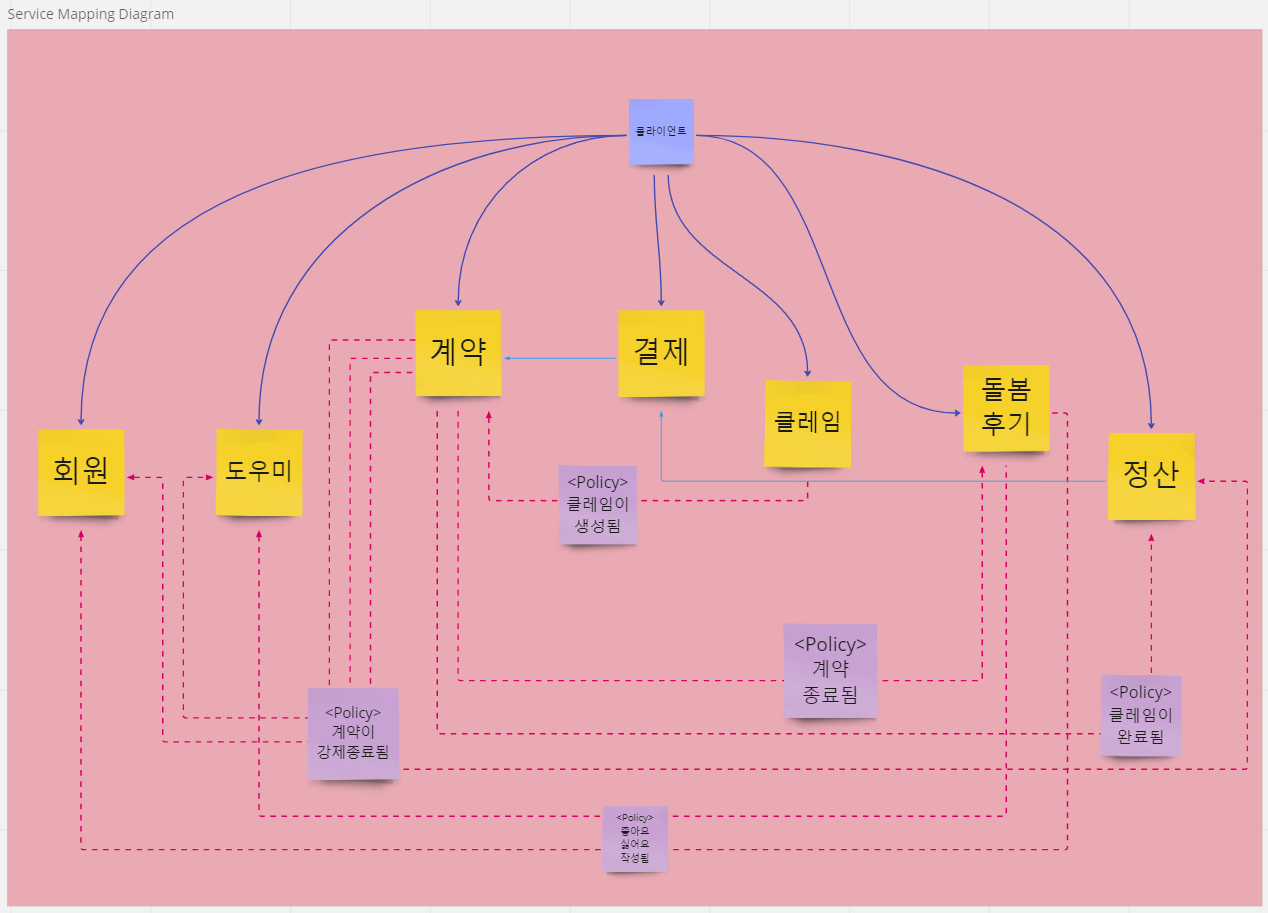 Service Mapping Diagram
클라이언트
계약
결제
클레임
돌봄
후기
회원
도우미
정산
<Policy>
클레임이
생성됨
<Policy>
계약
종료됨
<Policy>
클레임이
완료됨
<Policy>
계약이
강제종료됨
<Policy>
좋아요
싫어요
작성됨